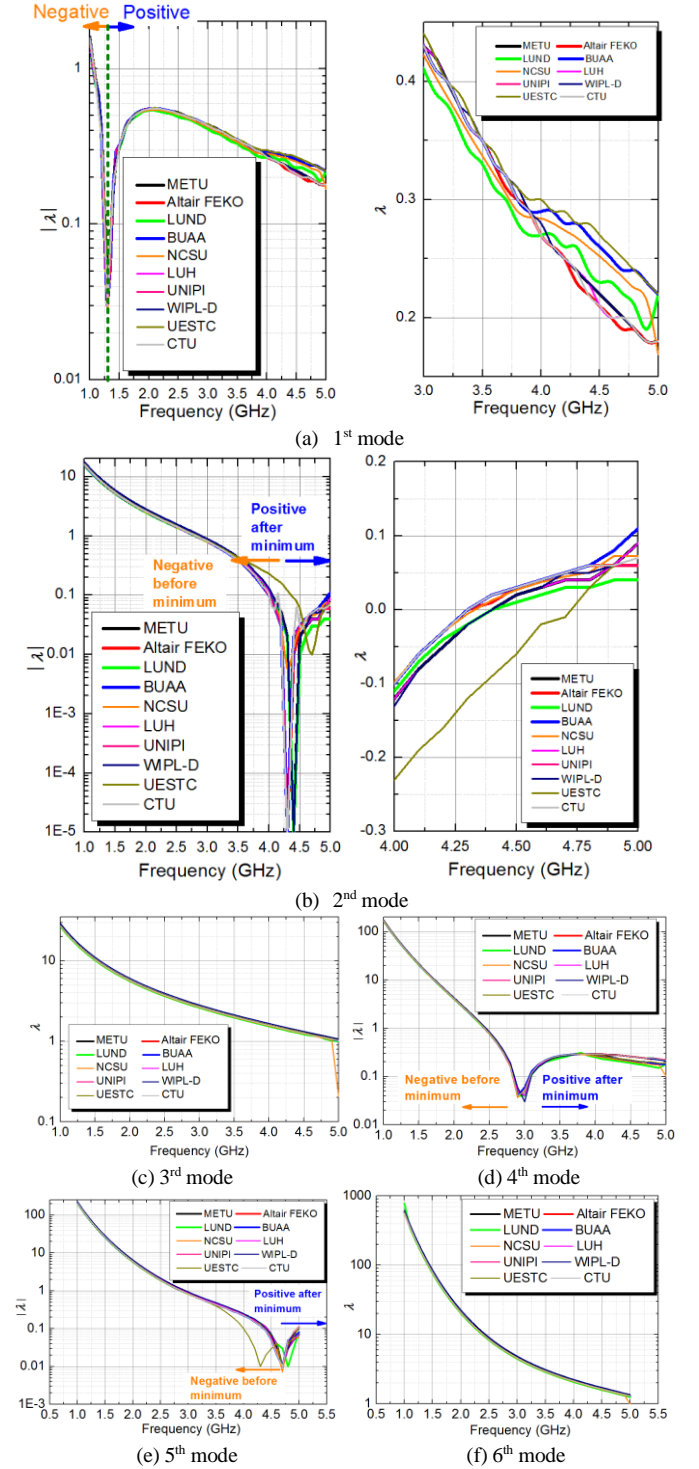 Negative Positive
1
0.1
0.01
|λ|
METU
Altair FEKO
LUND
BUAA
NCSU
LUH
UNIPI
WIPL-D
UESTC
CTU
1.0 1.5 2.0 2.5 3.0 3.5 4.0 4.5 5.0
Frequency (GHz)
0.4
0.3
0.2
λ
METU Altair FEKO
LUND BUAA
NCSU LUH
UNIPI WIPL-D
UESTC CTU
3.0 3.5 4.0 4.5 5.0
Frequency (GHz)
(a) 1st mode
10
1
0.1
0.01
1E-3
1E-4
1E-5
|λ|
Positive
after
minimum
Negative
before
minimum
METU
Altair FEKO
LUND
BUAA
NCSU
LUH
UNIPI
WIPL-D
UESTC
CTU
1.0 1.5 2.0 2.5 3.0 3.5 4.0 4.5 5.0
Frequency (GHz)
0.2
0.1
0.0
-0.1
-0.2
-0.3
λ
METU
Altair FEKO
LUND
BUAA
NCSU
LUH
UNIPI
WIPL-D
UESTC
CTU
4.00 4.25 4.50 4.75 5.00
Frequency (GHz)
(b) 2nd mode
10
1
0.1
λ
METU Altair FEKO
LUND BUAA
NCSU LUH
UNIPI WIPL-D
UESTC CTU
1.0 1.5 2.0 2.5 3.0 3.5 4.0 4.5 5.0
Frequency (GHz)
(c) 3rd mode
100
10
1
0.1
0.01
|λ|
METU Altair FEKO
LUND BUAA
NCSU LUH
UNIPI WIPL-D
UESTC CTU
Negative before
minimum
Positive after
minimum
1.0 1.5 2.0 2.5 3.0 3.5 4.0 4.5 5.0
Frequency (GHz)
(d) 4th mode
100
10
1
0.1
0.01
1E-3
|λ|
METU Altair FEKO
LUND BUAA
NCSU LUH
UNIPI WIPL-D
UESTC CTU
Positive after
minimum
Negative before
minimum
0.5 1.0 1.5 2.0 2.5 3.0 3.5 4.0 4.5 5.0 5.5
Frequency (GHz)
(e) 5th mode
1000
100
10
1
λ
METU Altair FEKO
LUND BUAA
NCSU LUH
UNIPI WIPL-D
UESTC CTU
0.5 1.0 1.5 2.0 2.5 3.0 3.5 4.0 4.5 5.0 5.5
Frequency (GHz)
(f) 6th mode